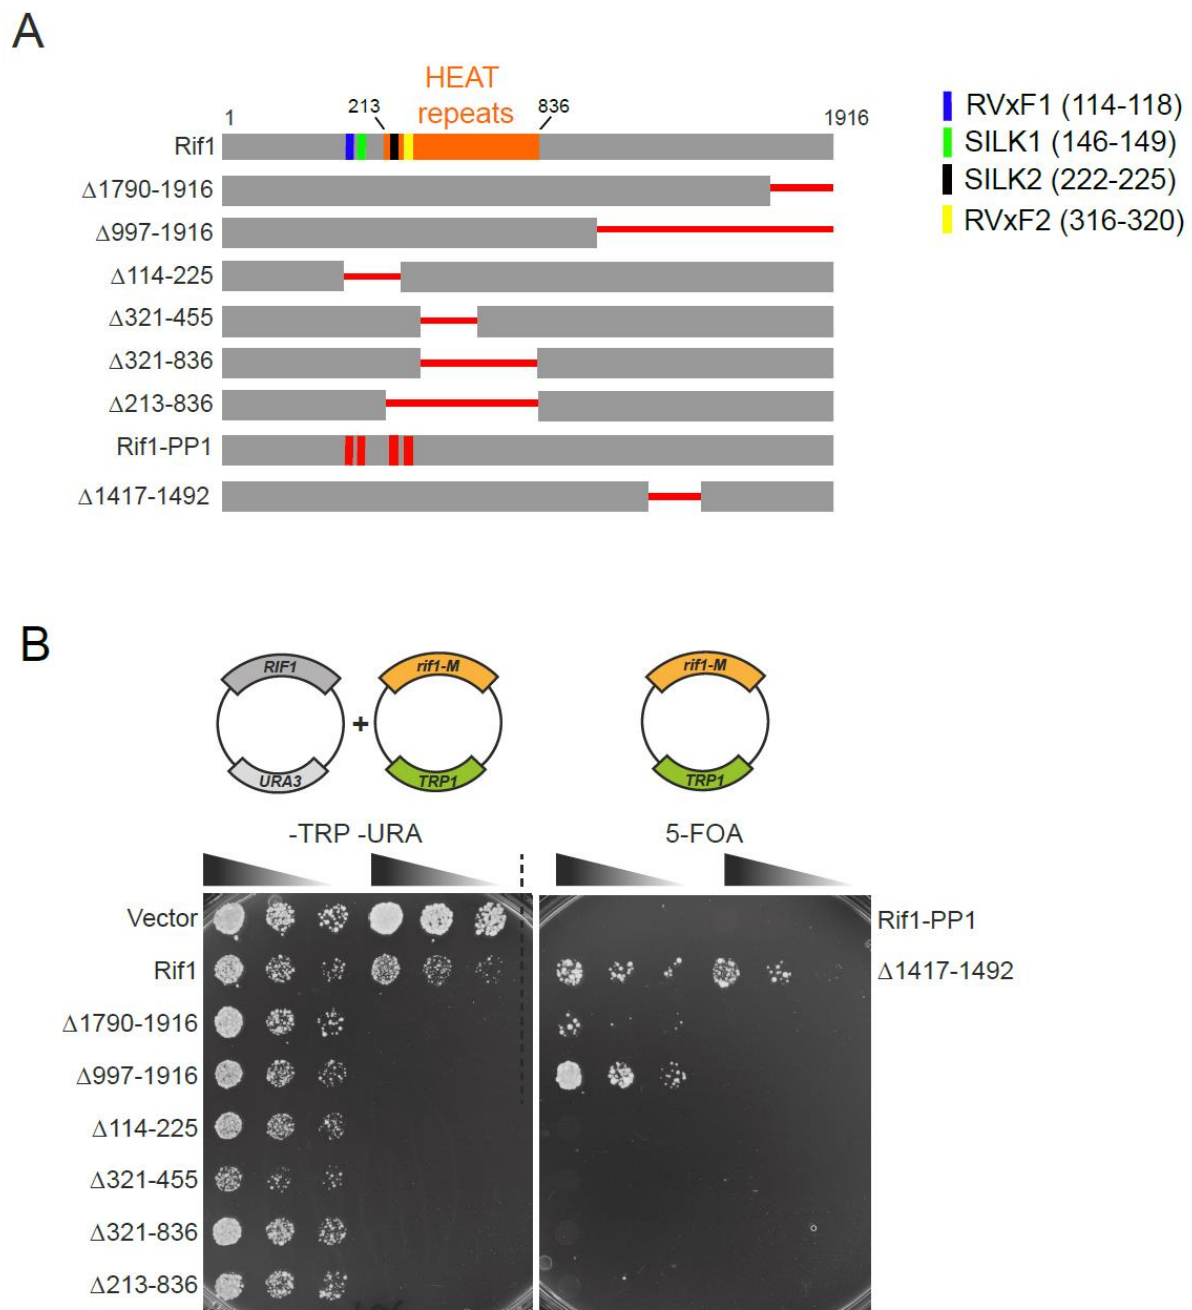 A
HEAT
repeats
1
213
836
1916
Rif1
Δ1790-1916
Δ997-1916
Δ114-225
Δ321-455
Δ321-836
Δ213-836
Rif1-PP1
Δ1417-1492
RVxF1 (114-118)
SILK1 (146-149)
SILK2 (222-225)
RVxF2 (316-320)
B
RIF1
URA3
+
rif1-M
TRP1
rif1-M
TRP1
-TRP -URA
5-FOA
Vector
Rif1
Δ1790-1916
Δ997-1916
Δ114-225
Δ321-455
Δ321-836
Δ213-836
Rif1-PP1
Δ1417-1492